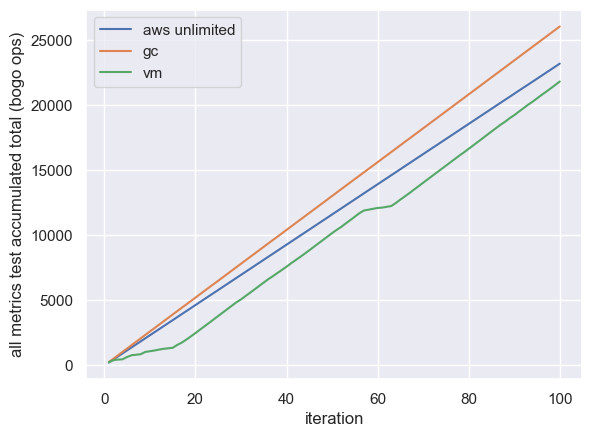 aws unlimited
gc
vm
all metrics test accumulated total (bogo ops)
25000
20000
15000
10000
5000
0
0 20 40 60 80 100
iteration